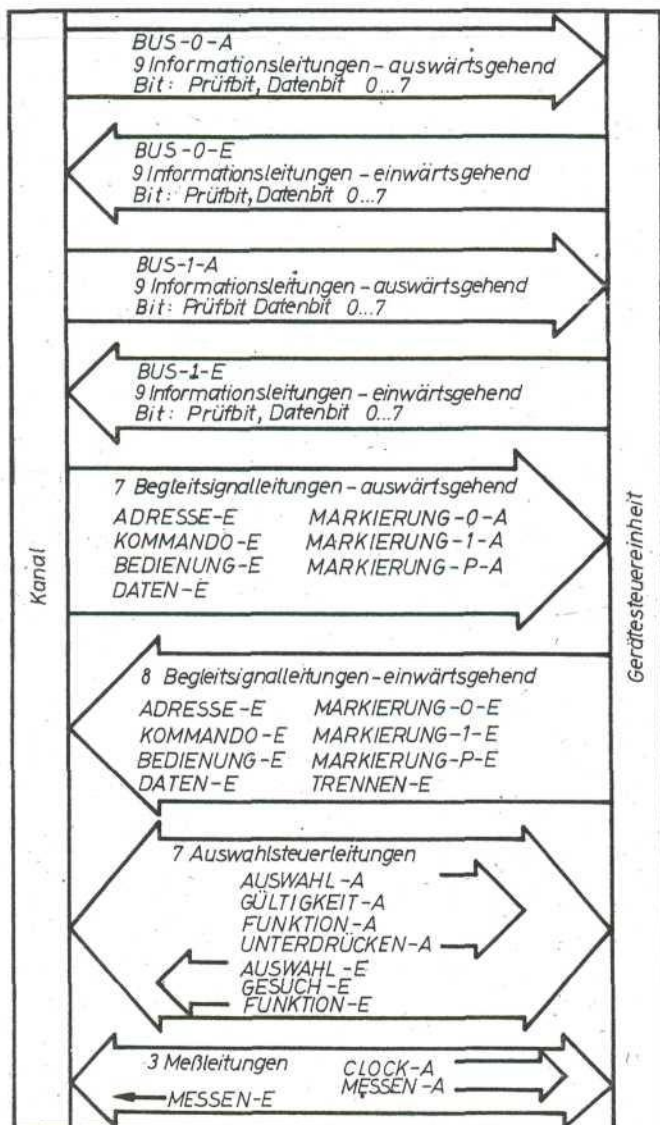 Kanal
BUS-0-A
9 Informationsleitungen – auswärtsgehend
Bit: Prüfbit, Datenbit 0...7
BUS-0-E
9 Informationsleitungen – einwärtsgehend
Bit: Prüfbit, Datenbit 0...7
BUS-1-A
9 Informationsleitungen – auswärtsgehend
Bit: Prüfbit Datenbit 0...7
BUS-1-E
9 Informationsleitungen – einwärtsgehend
Bit: Prüfbit, Datenbit 0...7
7 Begleitsignalleitungen – auswärtsgehend
ADRESSE-E MARKIERUNG-0-A
KOMMANDO-E MARKIERUNG-1-A
BEDIENUNG-E MARKIERUNG-P-A
DATEN-E
8 Begleitsignalleitungen – einwärtsgehend
ADRESSE-E MARKIERUNG-0-E
KOMMANDO-E MARKIERUNG-1-E
BEDIENUNG-E MARKIERUNG-P-E
DATEN-E TRENNEN-E
7 Auswahlsteuerleitungen
AUSWAHL-A
GÜLTIGKEIT-A
FUNKTION-A
UNTERDRÜCKEN-A
AUSWAHL-E
GESUCH-E
FUNKTION-E
3 Meßleitungen CLOCK-A
MESSEN-A
MESSEN-E
Gerätesteuereinheit